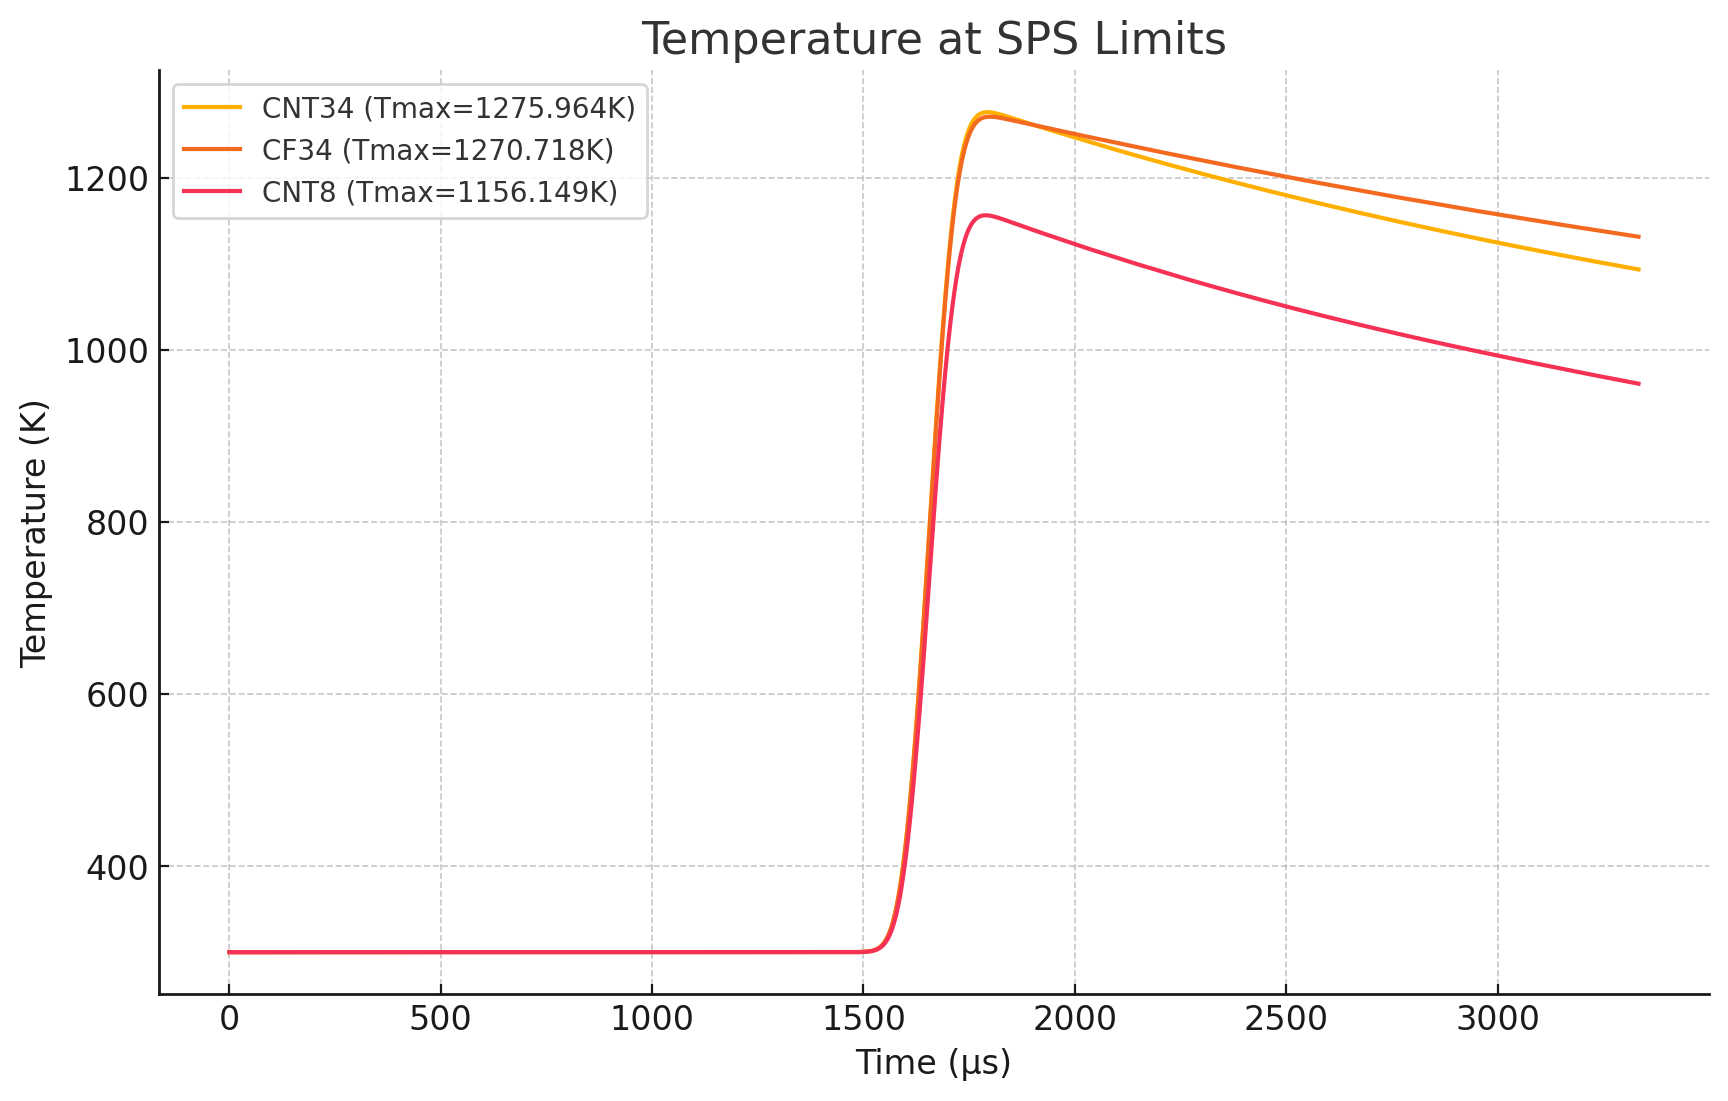 Temperature at SPS Limits
CNT34 (Tmax=1275.964K)
CF34 (Tmax=1270.718K)
CNT8 (Tmax=1156.149K)
Temperature (K)
1200
1000
800
600
400
0 500 1000 1500 2000 2500 3000
Time (μs)